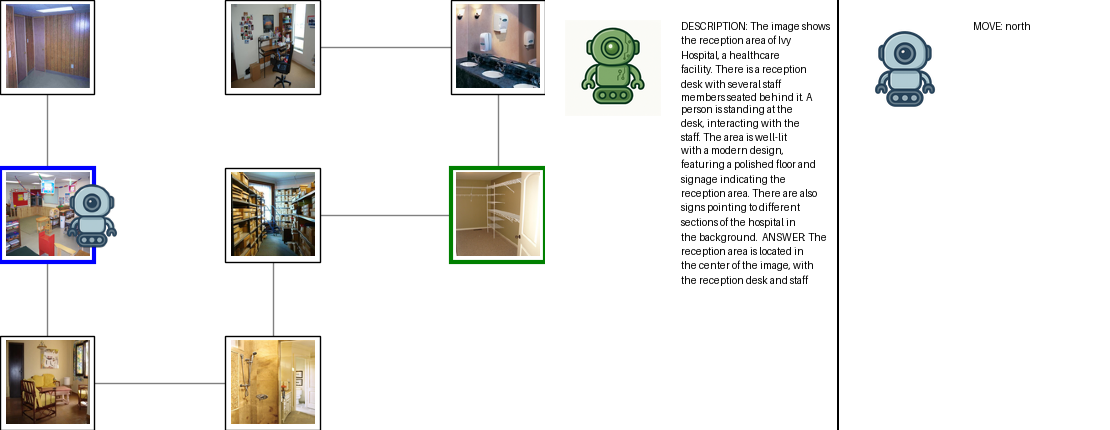 DESCRIPTION: The image shows
the reception area of Ivy
Hospital, a healthcare
facility. There is a reception
desk with several staff
members seated behind it. A
person is standing at the
desk, interacting with the
staff. The area is well-lit
with a modern design,
featuring a polished floor and
signage indicating the
reception area. There are also
signs pointing to different
sections of the hospital in
the background.  ANSWER: The
reception area is located in
the center of the image, with
the reception desk and staff
MOVE: north